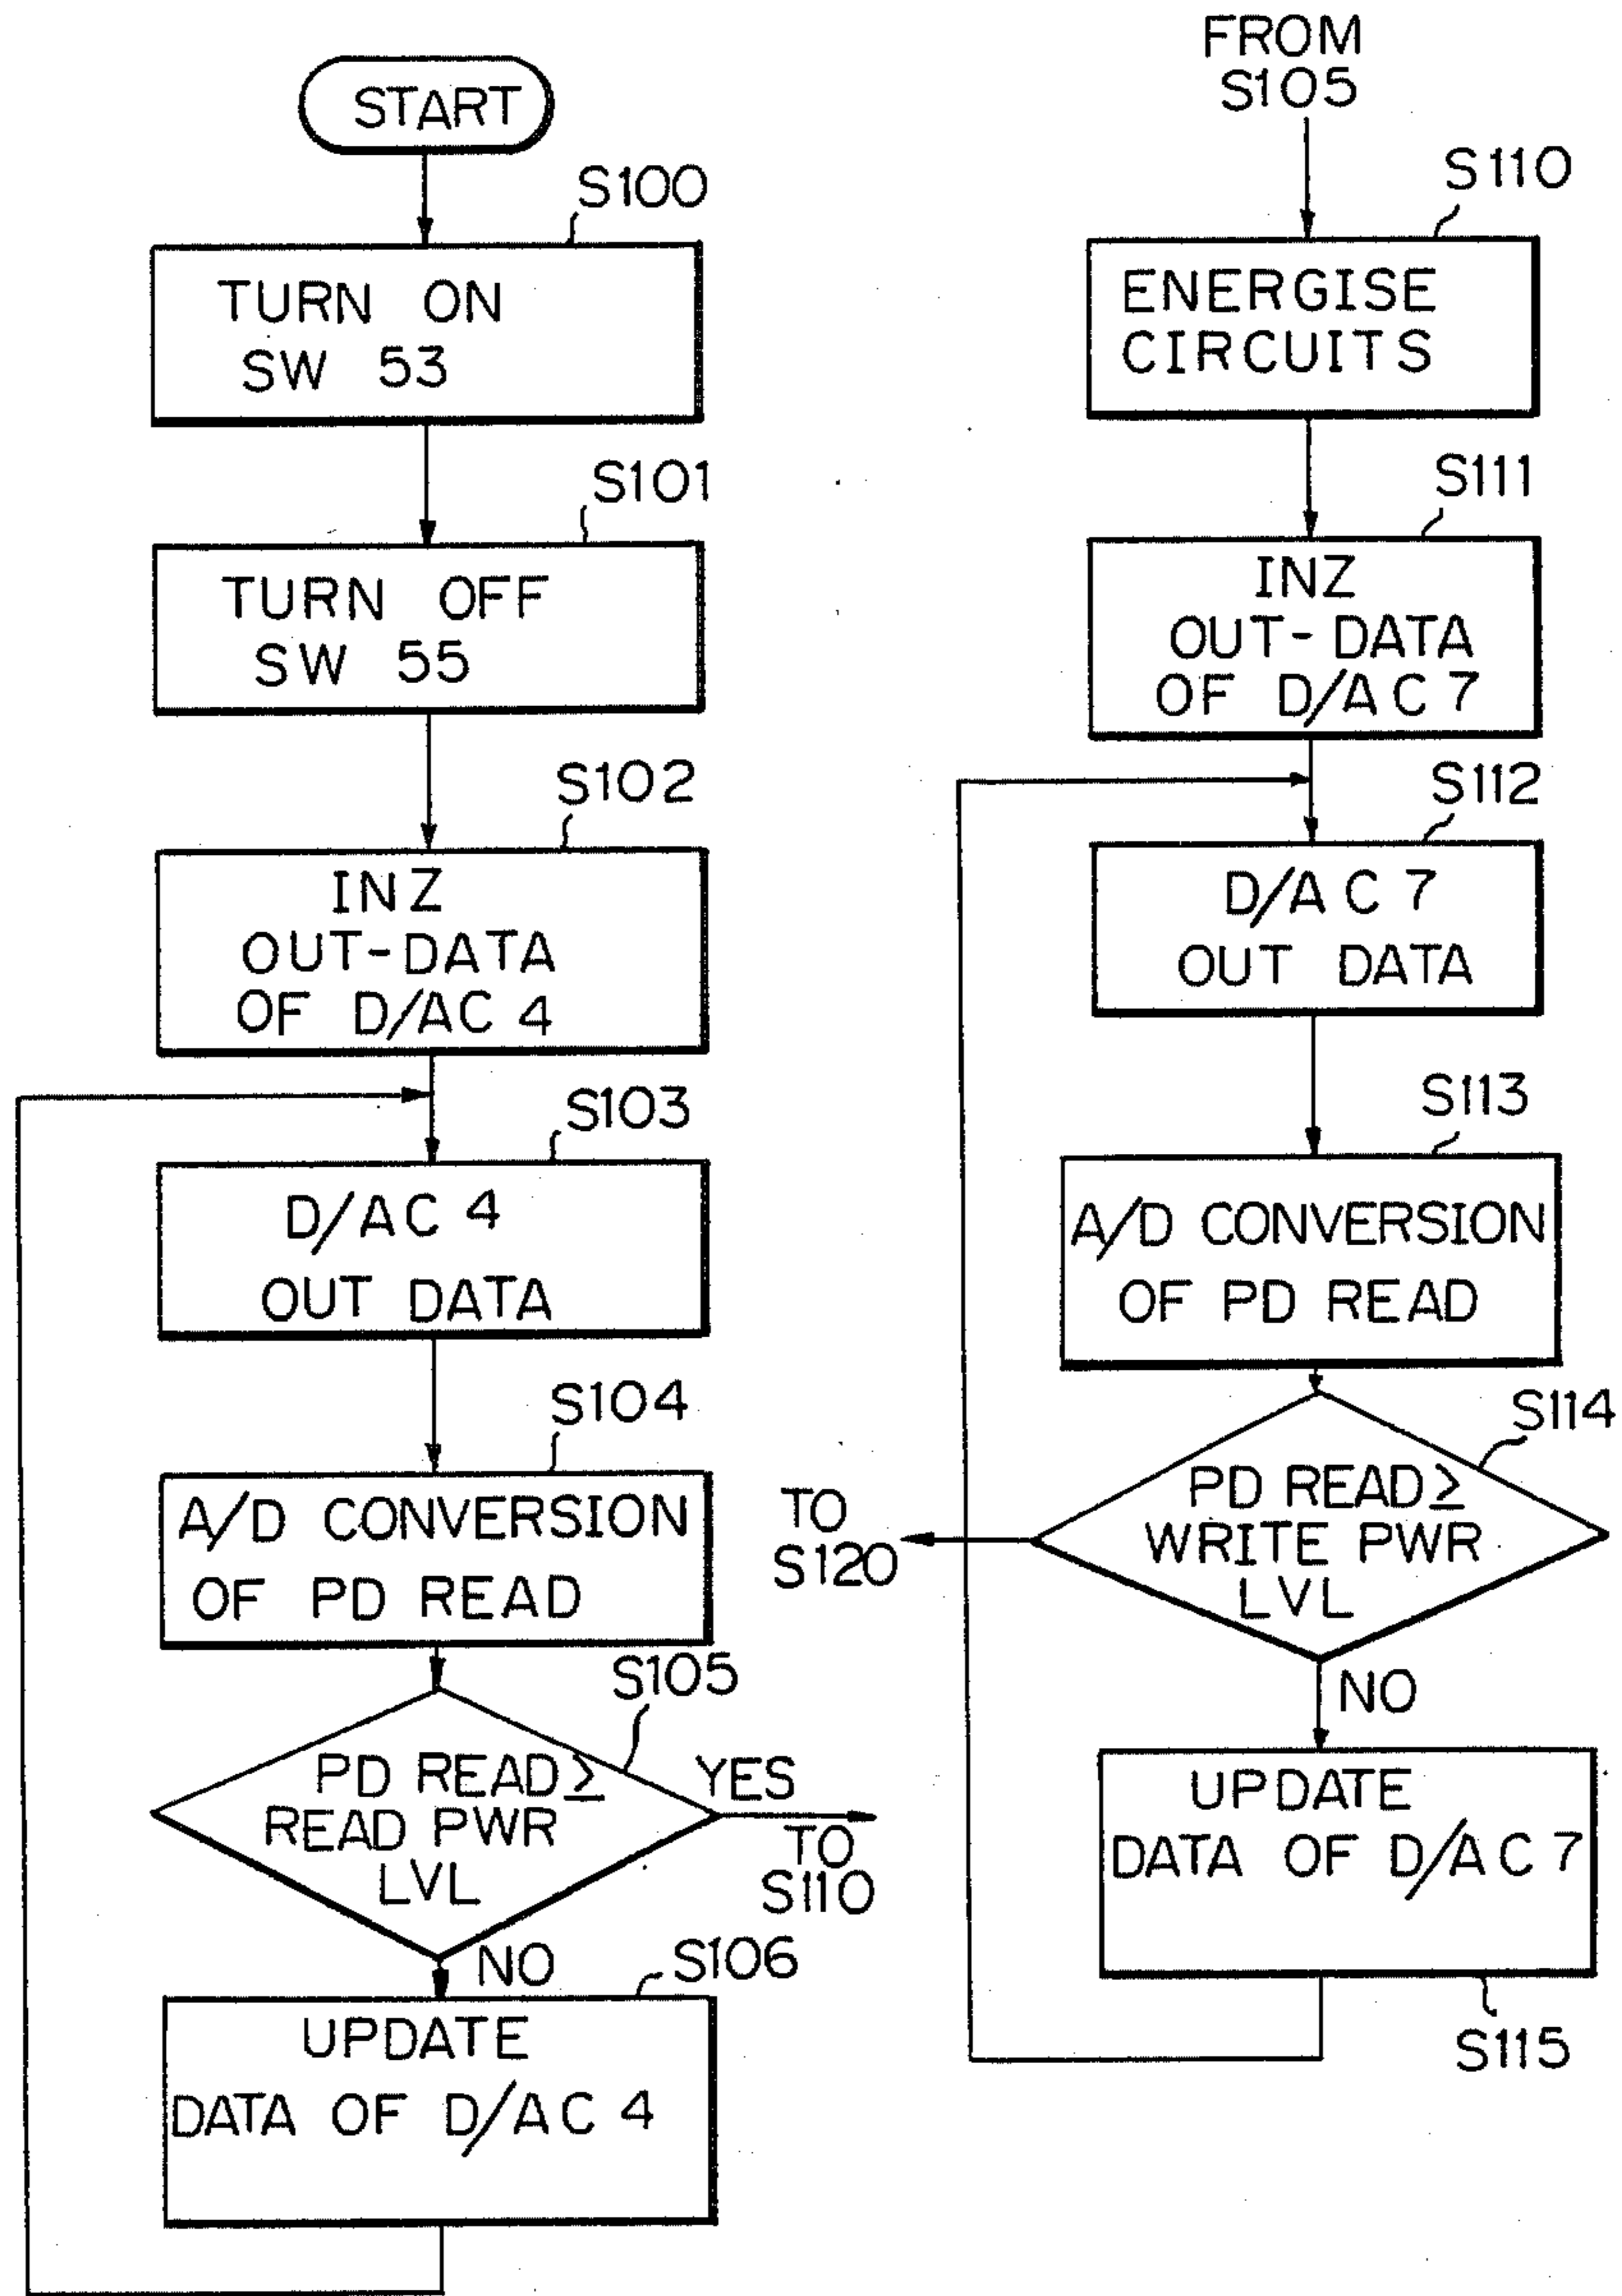 START
S100
TURN ON
SW 53
S101
TURN OFF
SW 55
S102
INZ
OUT-DATA
OF D/AC 4
S103
D/AC 4
OUT DATA
S104
A/D CONVERSION
OF PD READ
S105
PD READ ≥
READ PWR
LVL
YES
TO
S110
NO
S106
UPDATE
DATA OF D/AC 4
FROM
S105
S110
ENERGISE
CIRCUITS
S111
INZ
OUT-DATA
OF D/AC 7
S112
D/AC 7
OUT DATA
S113
A/D CONVERSION
OF PD READ
S114
PD READ ≥
WRITE PWR
LVL
TO
S120
NO
UPDATE
DATA OF D/AC 7
S115